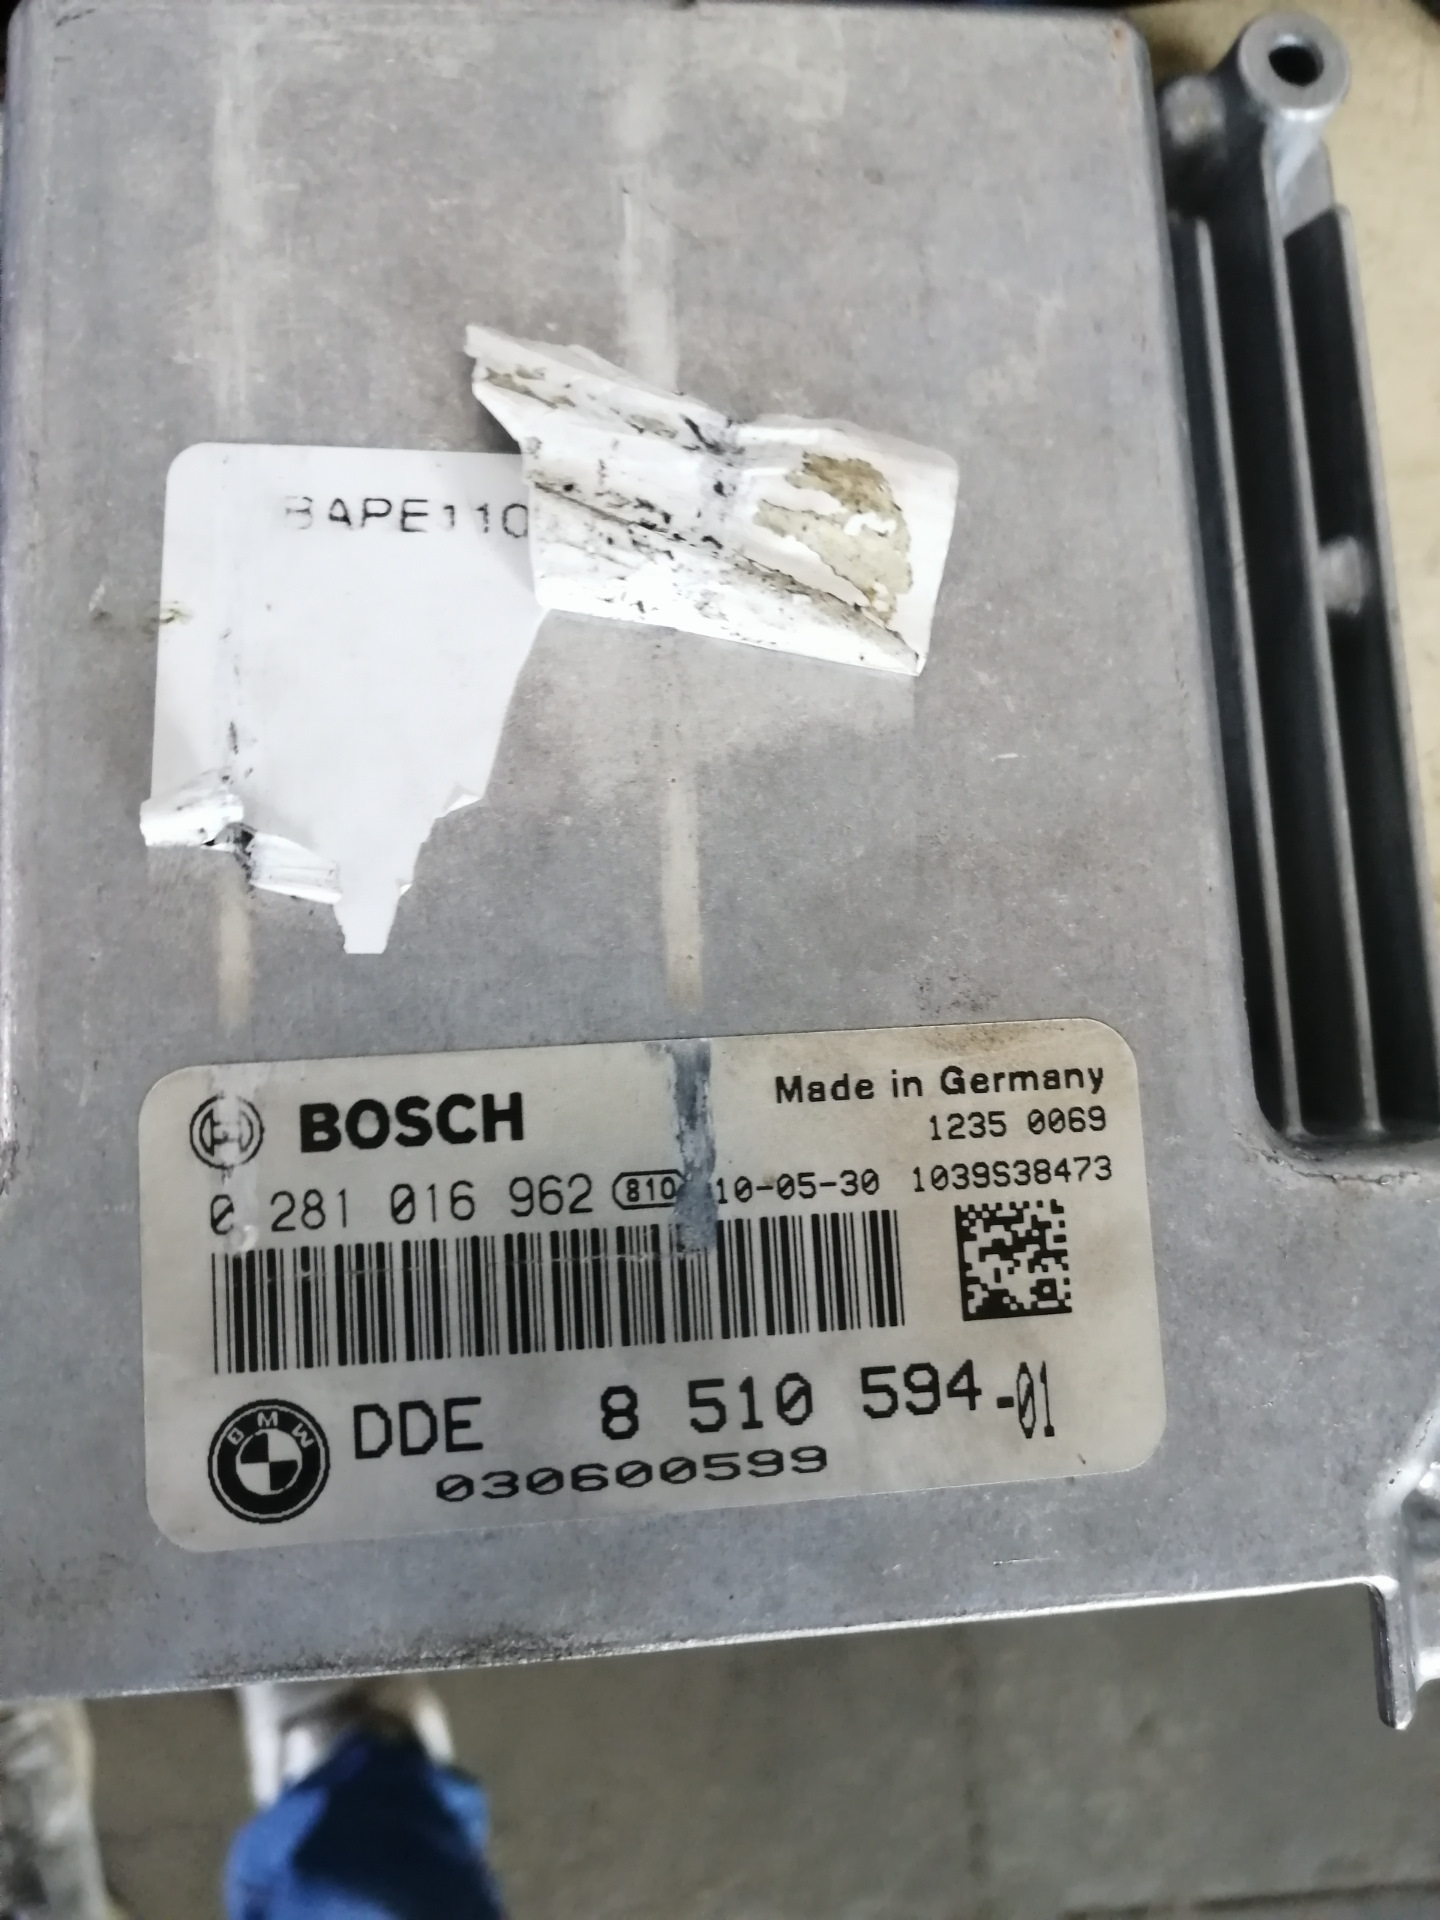 BAPE110
BOSCH
Made in Germany
1235 0069
0 281 016 962 810 10-05-30 1039S38473
BMW
DDE 8 510 594-01
030600599